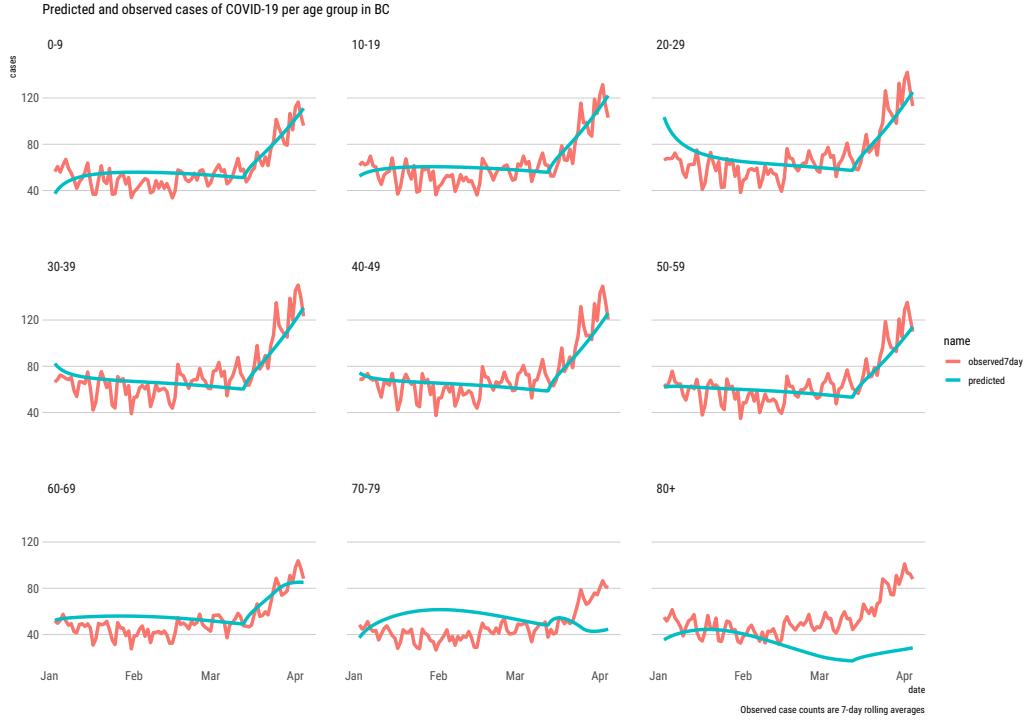 Predicted and observed cases of COVID-19 per age group in BC
0-9
10-19
20-29
cases
120
80
40
30-39
40-49
50-59
120
80
40
name
observed7day
predicted
60-69
70-79
80+
120
80
40
Jan Feb Mar Apr
Jan Feb Mar Apr
Jan Feb Mar Apr
date
Observed case counts are 7-day rolling averages